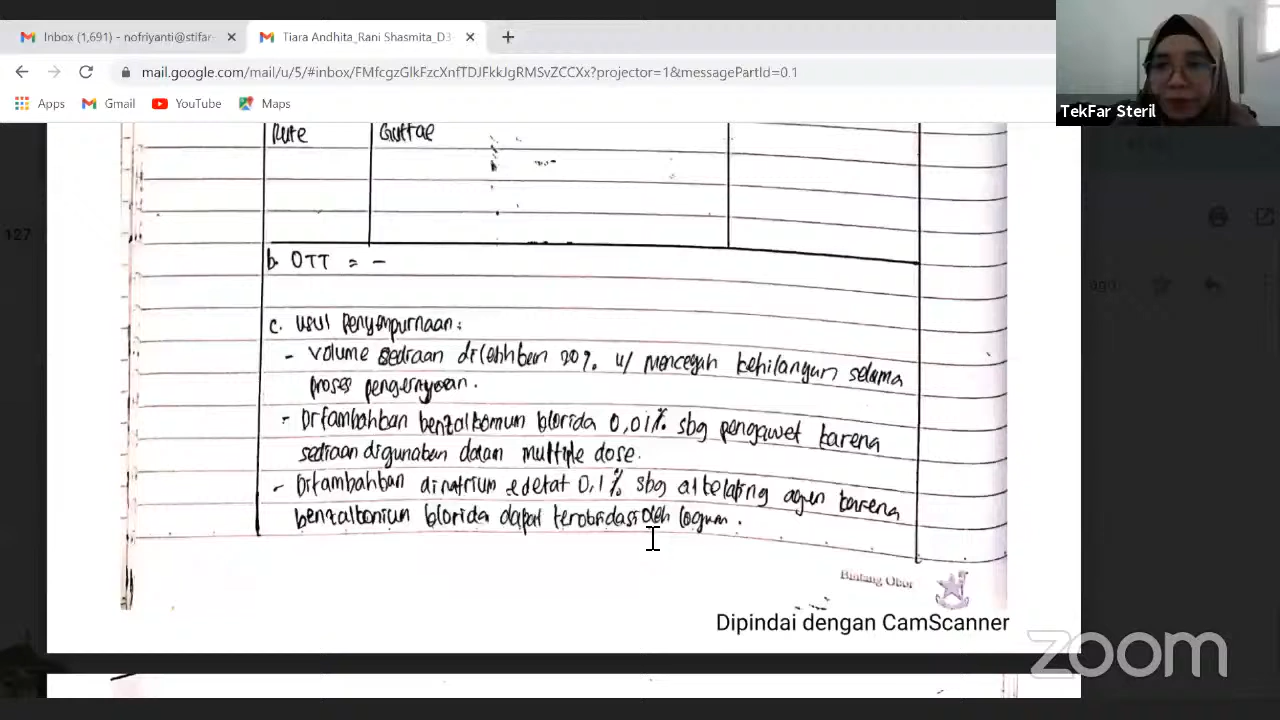 Inbox (1,691) - nofriyanti@stifar
Tiara Andhita_Rani Shasmita_D3
mail.google.com/mail/u/5/#inbox/FMfcgzGlkFzcXnfTDJFkkJgRMSvZCCXx?projector=1&messagePartId=0.1
Apps
Gmail
YouTube
Maps
TekFar Steril
127
ago
Rute
Guttae
b. OTT = -
c. Usul Penyempurnaan:
- Volume sediaan dilebihkan 20% u/ mencegah kehilangan selama
proses pengerjaan.
- Ditambahkan benzalkonium klorida 0,01% sbg pengawet karena
sediaan digunakan dalam multiple dose.
- Ditambahkan dinatrium edetat 0,1% sbg agen karena
benzalkonium klorida dapat teroksidasi oleh logam.
Bintang Obor
Dipindai dengan CamScanner
zoom